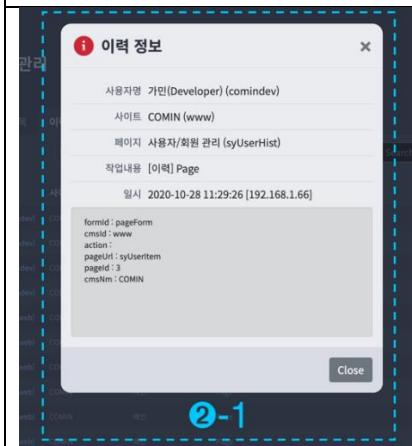 이력 정보
×
관리
사용자명 가민(Developer) (comindev)
사이트 COMIN (www)
페이지 사용자/회원 관리 (syUserHist)
작업내용 [이력] Page
일시 2020-10-28 11:29:26 [192.168.1.66]
formId : pageForm
cmsId : www
action :
pageUrl : syUserItem
pageId : 3
cmsNm : COMIN
Close
❷-1